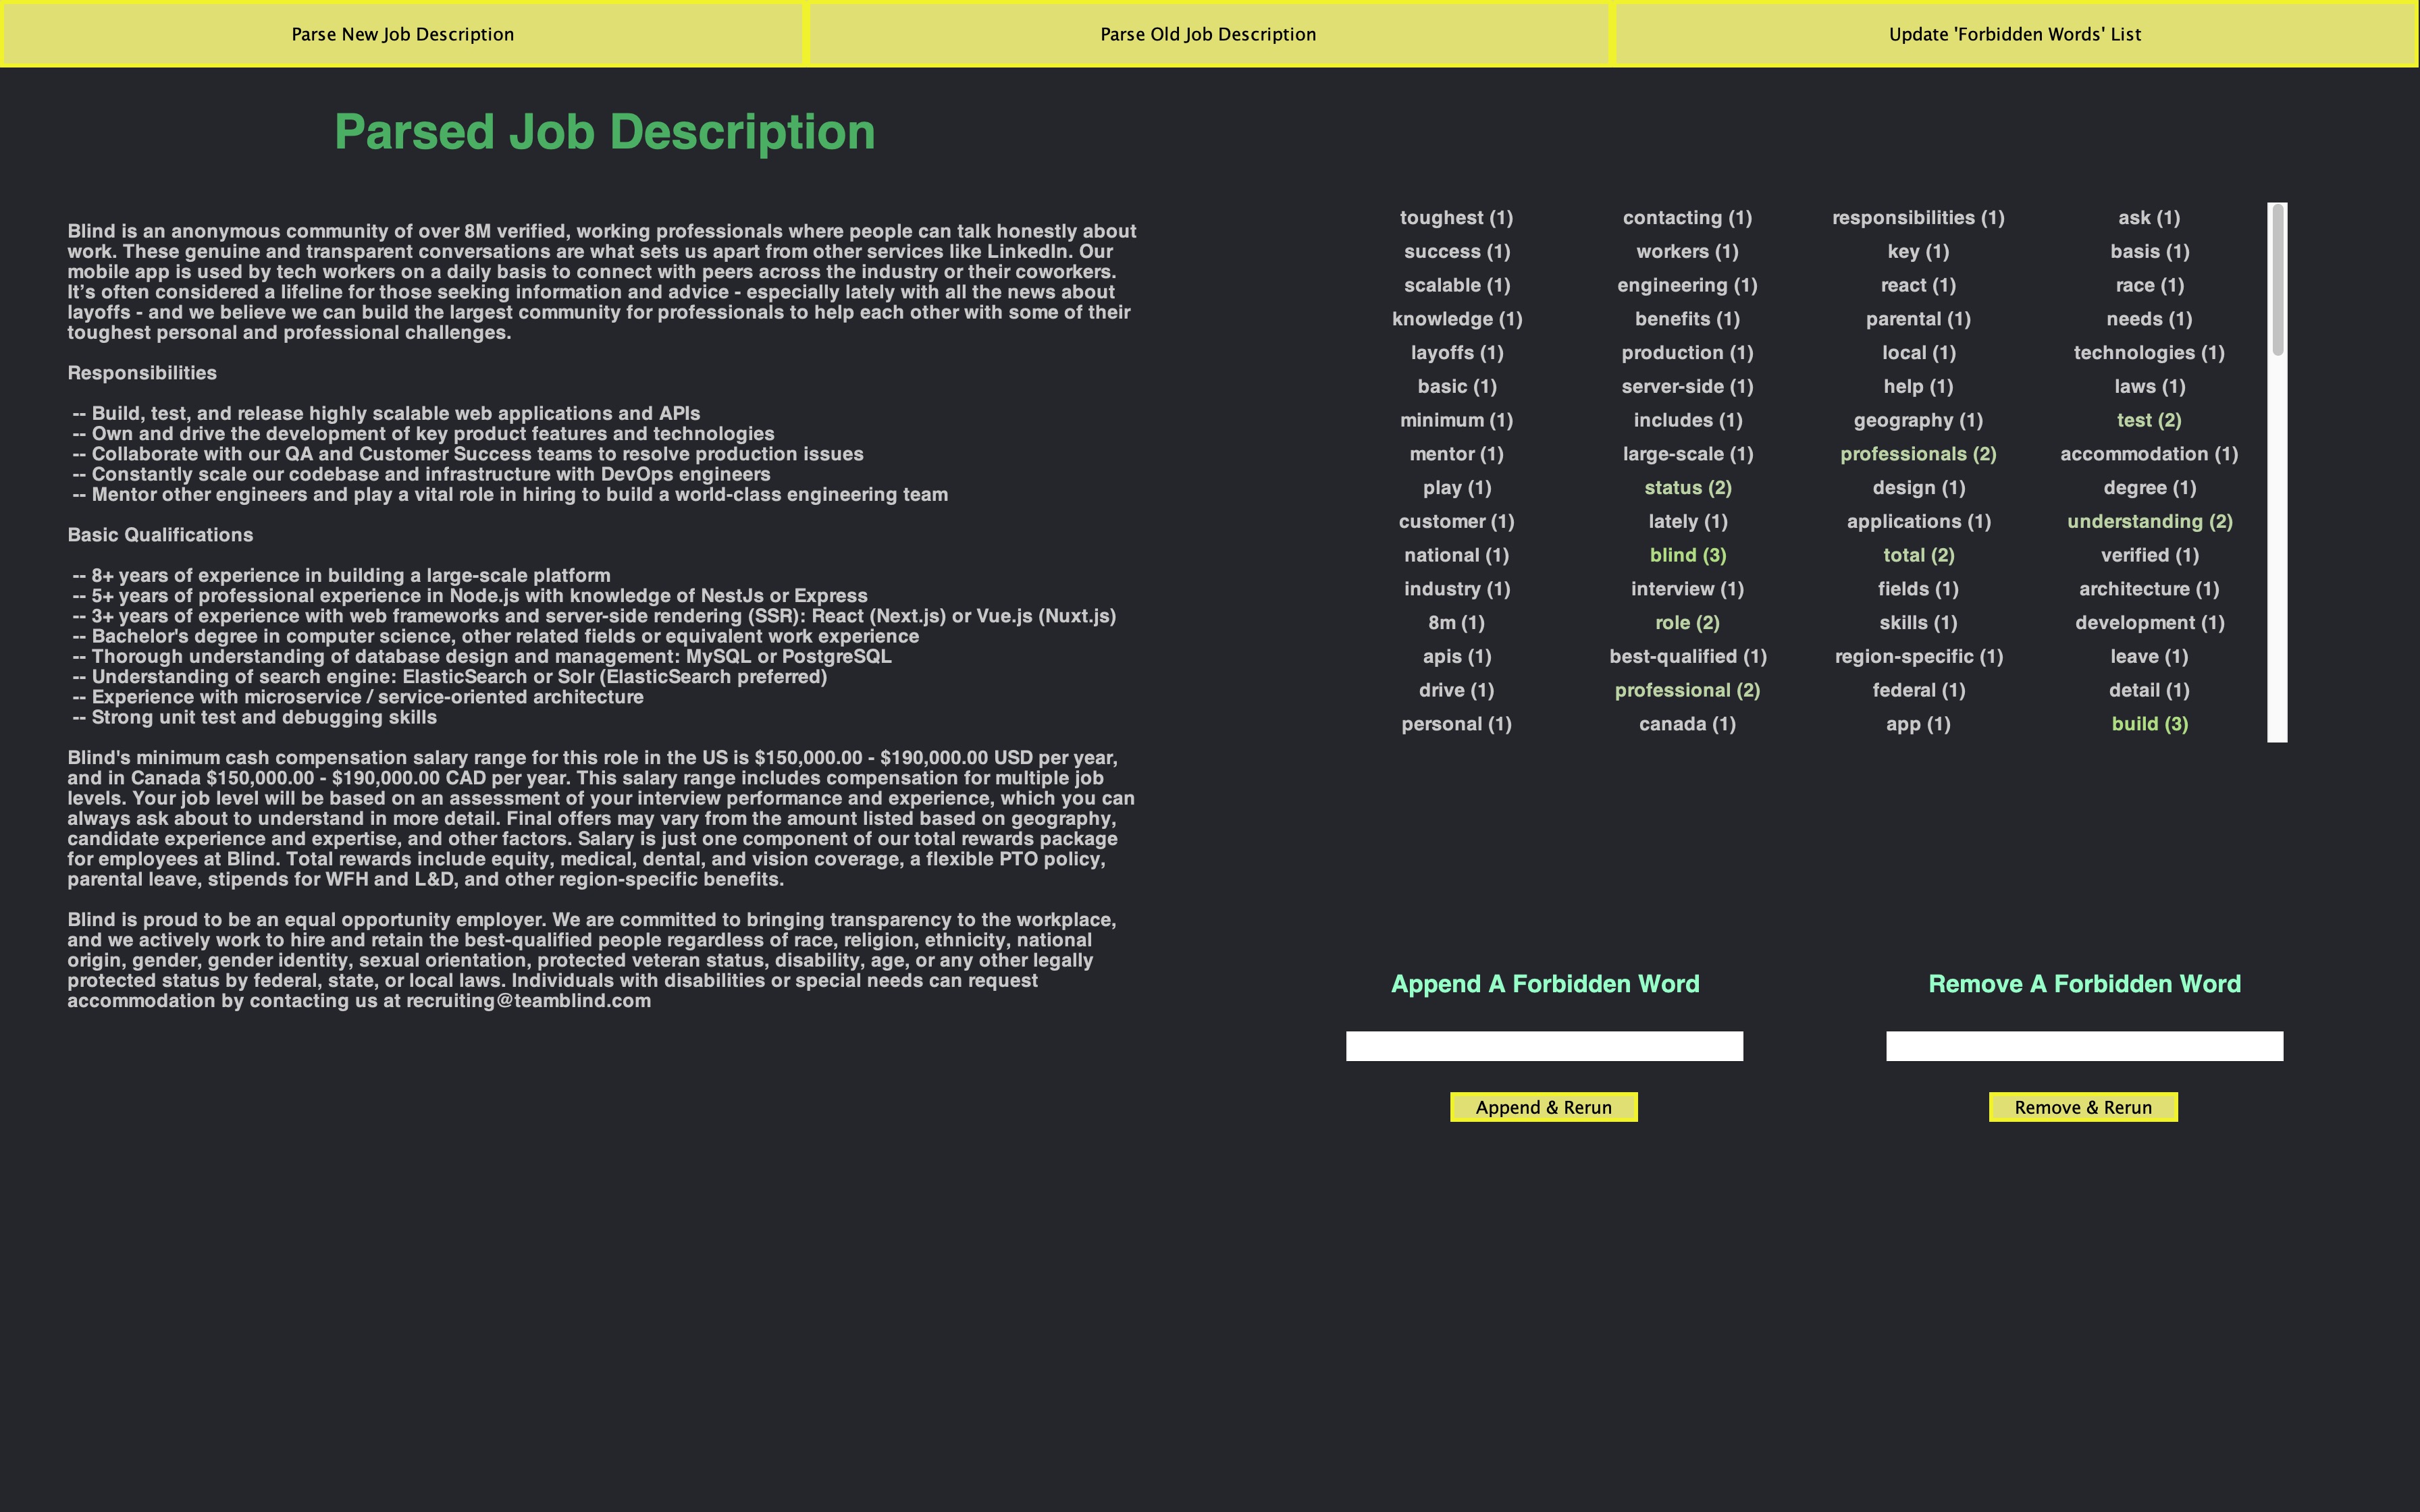 Parse New Job Description
Parse Old Job Description
Update 'Forbidden Words' List
Parsed Job Description
Blind is an anonymous community of over 8M verified, working professionals where people can talk honestly about
work. These genuine and transparent conversations are what sets us apart from other services like LinkedIn. Our
mobile app is used by tech workers on a daily basis to connect with peers across the industry or their coworkers.
It’s often considered a lifeline for those seeking information and advice - especially lately with all the news about
layoffs - and we believe we can build the largest community for professionals to help each other with some of their
toughest personal and professional challenges.
Responsibilities
-- Build, test, and release highly scalable web applications and APIs
-- Own and drive the development of key product features and technologies
-- Collaborate with our QA and Customer Success teams to resolve production issues
-- Constantly scale our codebase and infrastructure with DevOps engineers
-- Mentor other engineers and play a vital role in hiring to build a world-class engineering team
Basic Qualifications
-- 8+ years of experience in building a large-scale platform
-- 5+ years of professional experience in Node.js with knowledge of NestJs or Express
-- 3+ years of experience with web frameworks and server-side rendering (SSR): React (Next.js) or Vue.js (Nuxt.js)
-- Bachelor's degree in computer science, other related fields or equivalent work experience
-- Thorough understanding of database design and management: MySQL or PostgreSQL
-- Understanding of search engine: ElasticSearch or Solr (ElasticSearch preferred)
-- Experience with microservice / service-oriented architecture
-- Strong unit test and debugging skills
Blind's minimum cash compensation salary range for this role in the US is $150,000.00 - $190,000.00 USD per year,
and in Canada $150,000.00 - $190,000.00 CAD per year. This salary range includes compensation for multiple job
levels. Your job level will be based on an assessment of your interview performance and experience, which you can
always ask about to understand in more detail. Final offers may vary from the amount listed based on geography,
candidate experience and expertise, and other factors. Salary is just one component of our total rewards package
for employees at Blind. Total rewards include equity, medical, dental, and vision coverage, a flexible PTO policy,
parental leave, stipends for WFH and L&D, and other region-specific benefits.
Blind is proud to be an equal opportunity employer. We are committed to bringing transparency to the workplace,
and we actively work to hire and retain the best-qualified people regardless of race, religion, ethnicity, national
origin, gender, gender identity, sexual orientation, protected veteran status, disability, age, or any other legally
protected status by federal, state, or local laws. Individuals with disabilities or special needs can request
accommodation by contacting us at recruiting@teamblind.com
toughest (1) contacting (1) responsibilities (1) ask (1)
success (1) workers (1) key (1) basis (1)
scalable (1) engineering (1) react (1) race (1)
knowledge (1) benefits (1) parental (1) needs (1)
layoffs (1) production (1) local (1) technologies (1)
basic (1) server-side (1) help (1) laws (1)
minimum (1) includes (1) geography (1) test (2)
mentor (1) large-scale (1) professionals (2) accommodation (1)
play (1) status (2) design (1) degree (1)
customer (1) lately (1) applications (1) understanding (2)
national (1) blind (3) total (2) verified (1)
industry (1) interview (1) fields (1) architecture (1)
8m (1) role (2) skills (1) development (1)
apis (1) best-qualified (1) region-specific (1) leave (1)
drive (1) professional (2) federal (1) detail (1)
personal (1) canada (1) app (1) build (3)
Append A Forbidden Word
Remove A Forbidden Word
Append & Rerun
Remove & Rerun